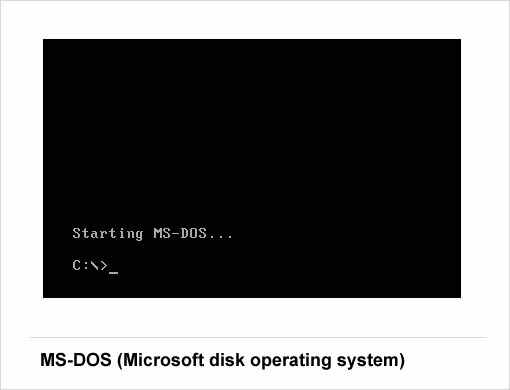 Starting MS-DOS...
C:\>_
MS-DOS (Microsoft disk operating system)